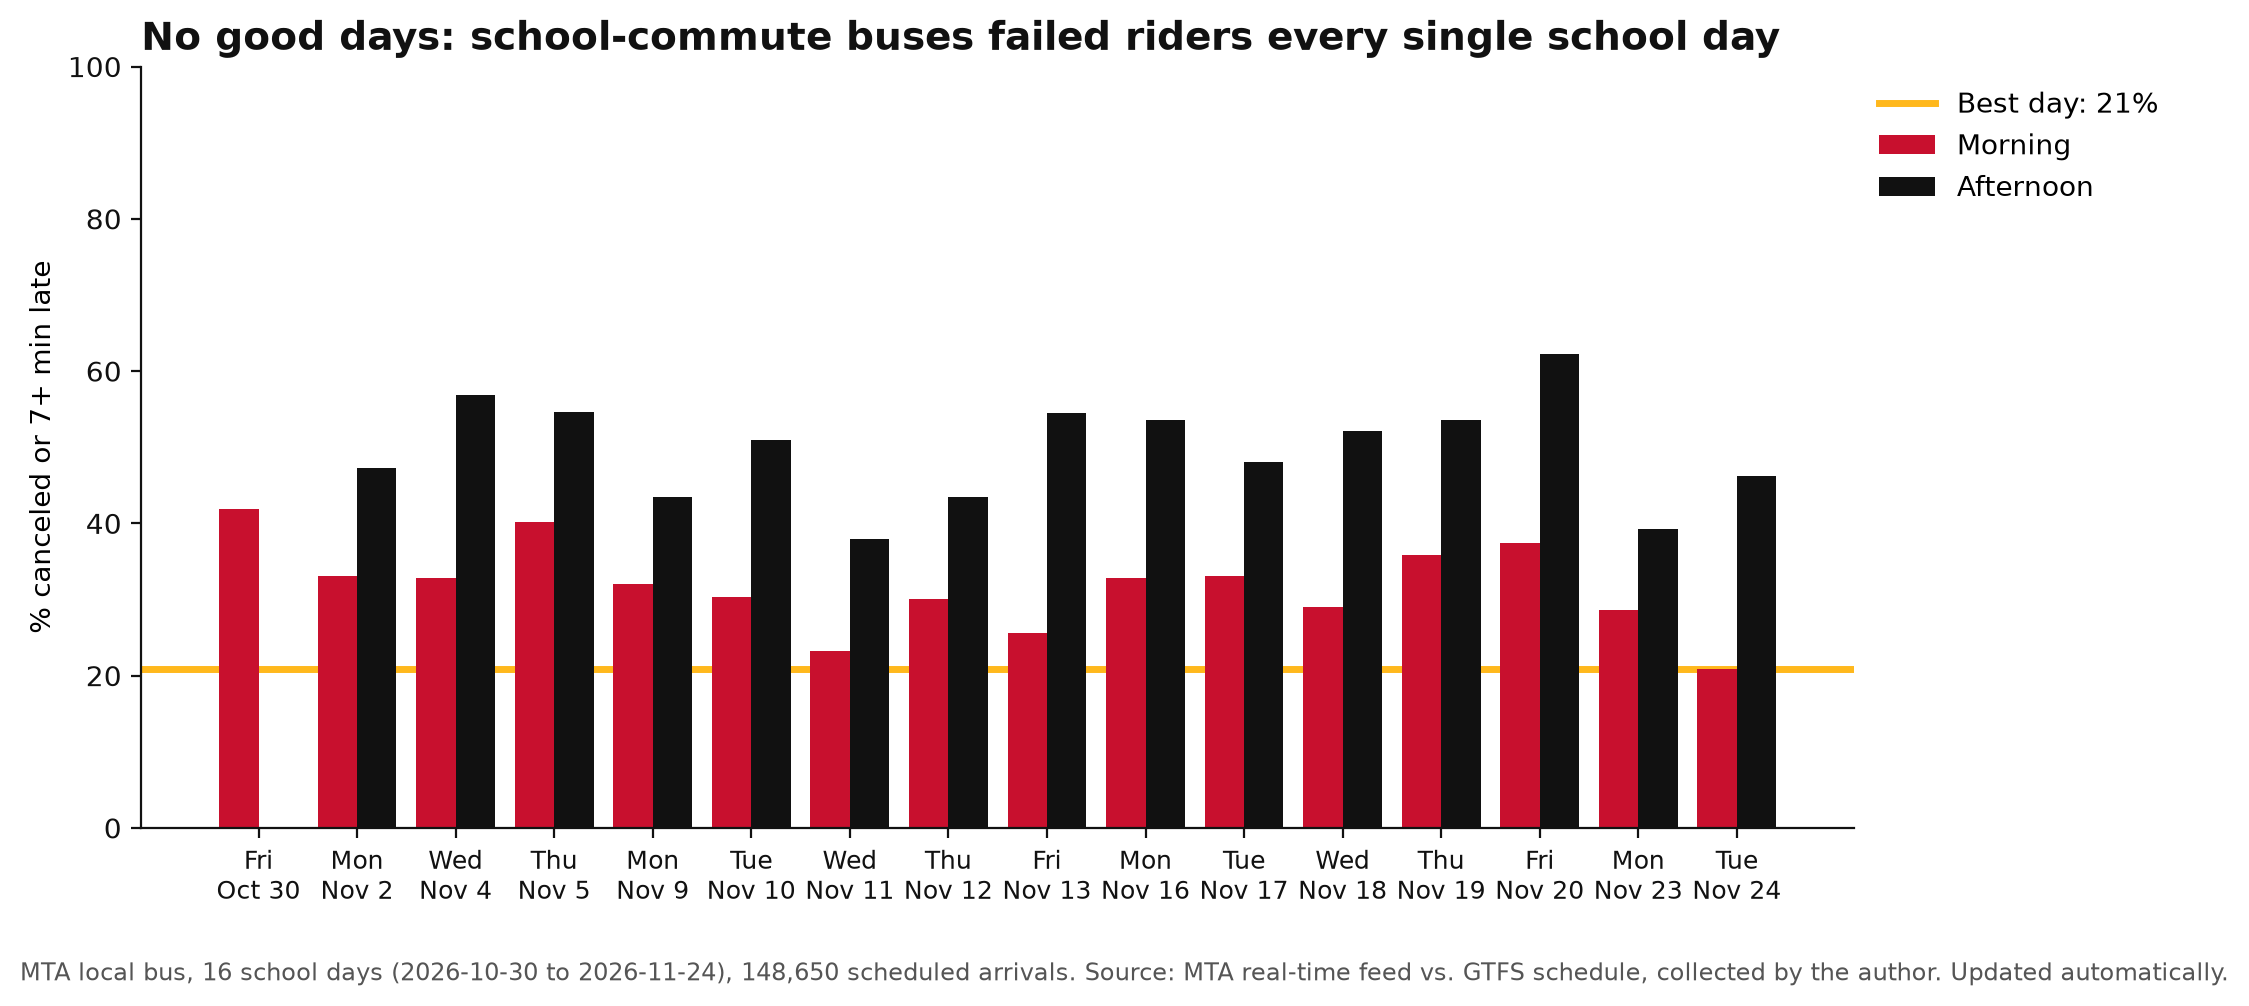 No good days: school-commute buses failed riders every single school day
100
80
60
40
20
0
% canceled or 7+ min late
Best day: 21%
Morning
Afternoon
Fri Oct 30
Mon Nov 2
Wed Nov 4
Thu Nov 5
Mon Nov 9
Tue Nov 10
Wed Nov 11
Thu Nov 12
Fri Nov 13
Mon Nov 16
Tue Nov 17
Wed Nov 18
Thu Nov 19
Fri Nov 20
Mon Nov 23
Tue Nov 24
MTA local bus, 16 school days (2026-10-30 to 2026-11-24), 148,650 scheduled arrivals. Source: MTA real-time feed vs. GTFS schedule, collected by the author. Updated automatically.